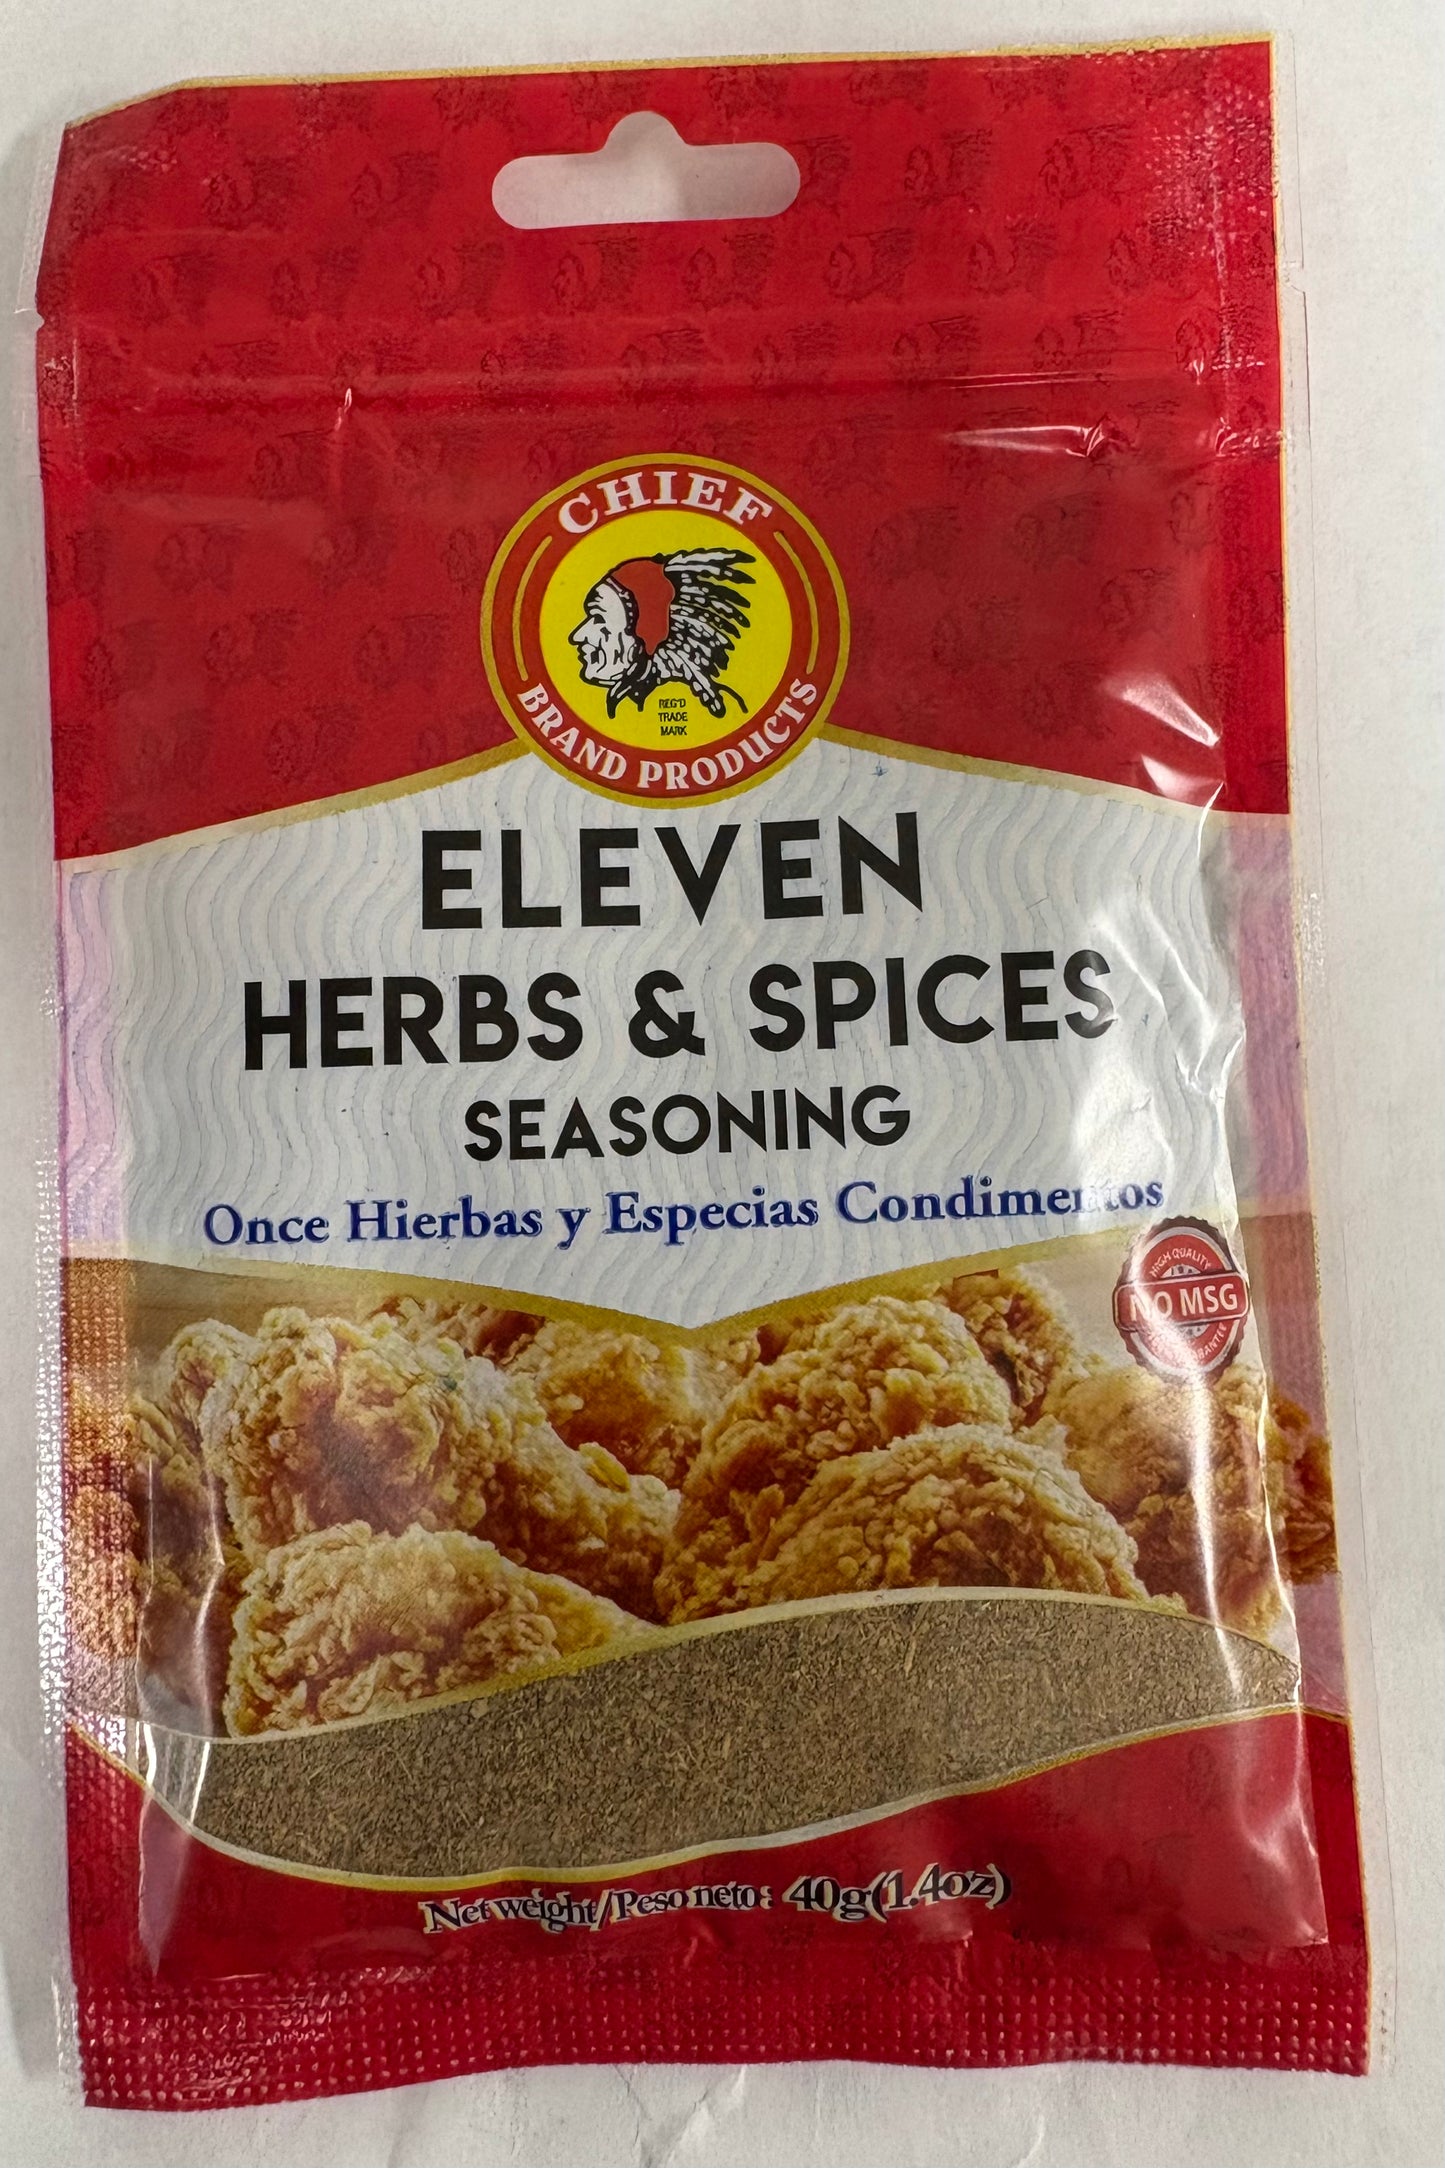 CHIEF
BRAND PRODUCTS
REG'D
TRADE
MARK
ELEVEN
HERBS & SPICES
SEASONING
Once Hierbas y Especias Condimentos
HIGH QUALITY
NO MSG
Net weight/Peso neto: 40g(1.4oz)